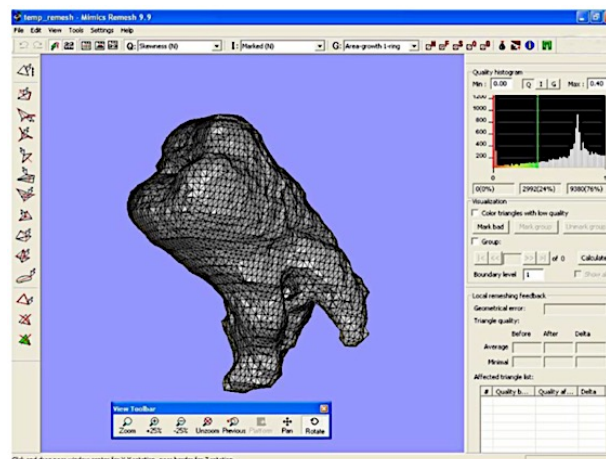 temp_remesh - Mimics Remesh 9.9
File Edit View Tools Settings Help
Q: Skewness (N) I: Marked (N) G: Area-growth 1-ring
Quality histogram
Min : 0.00 Q I G Max : 0.40
1200
1000
800
600
400
200
0
0(0%) 2992(24%) 9380(76%)
Visualization
Color triangles with low quality
Mark bad Mark group Unmark group
Group:
|< << >> >| of 0 Calculate
Boundary level 1 Show
Local remeshing feedback
Geometrical error:
Triangle quality:
Before After Delta
Average
Minimal
Affected triangle list:
# Quality b... Quality af... Delta
View Toolbar
Zoom +25% -25% Unzoom Previous Pan Rotate